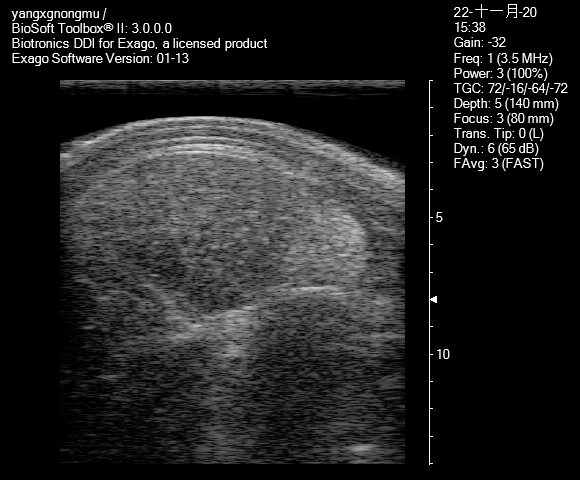 yangxgnongmu /
BioSoft Toolbox® II: 3.0.0.0
Biotronics DDI for Exago, a licensed product
Exago Software Version: 01-13
22-十一月-20
15:38
Gain: -32
Freq: 1 (3.5 MHz)
Power: 3 (100%)
TGC: 72/-16/-64/-72
Depth: 5 (140 mm)
Focus: 3 (80 mm)
Trans. Tip: 0 (L)
Dyn.: 6 (65 dB)
FAvg: 3 (FAST)
5
10